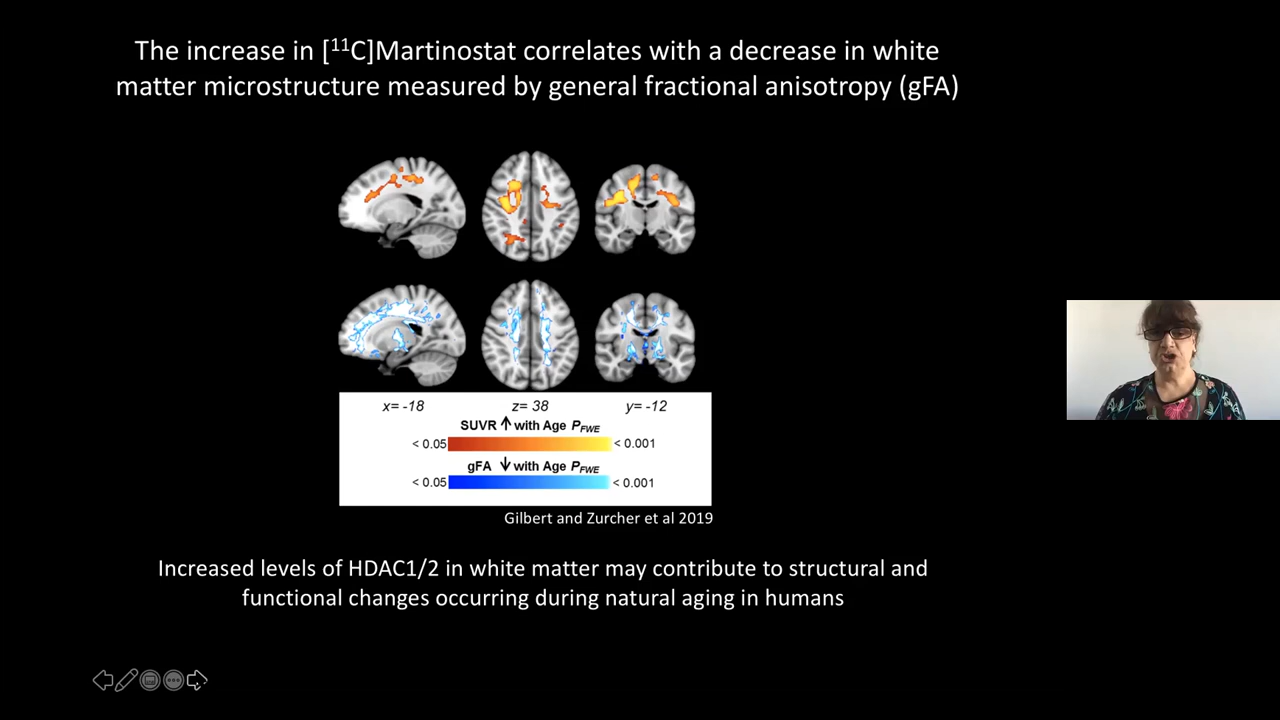 The increase in [¹¹C]Martinostat correlates with a decrease in white
matter microstructure measured by general fractional anisotropy (gFA)
x= -18 z= 38 y= -12
SUVR ↑ with Age P_FWE
< 0.05 < 0.001
gFA ↓ with Age P_FWE
< 0.05 < 0.001
Gilbert and Zurcher et al 2019
Increased levels of HDAC1/2 in white matter may contribute to structural and
functional changes occurring during natural aging in humans